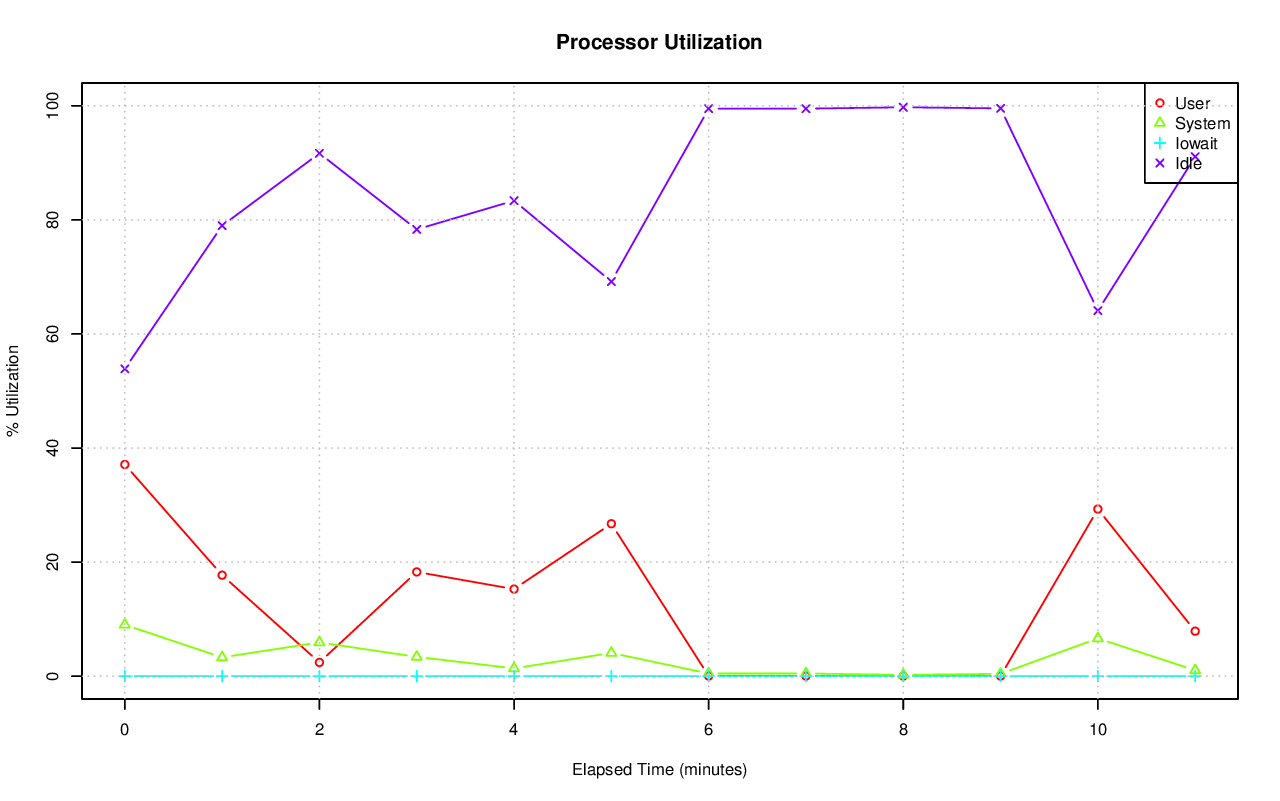 Processor Utilization
% Utilization
100
80
60
40
20
0
User
System
Iowait
Idle
0 2 4 6 8 10
Elapsed Time (minutes)